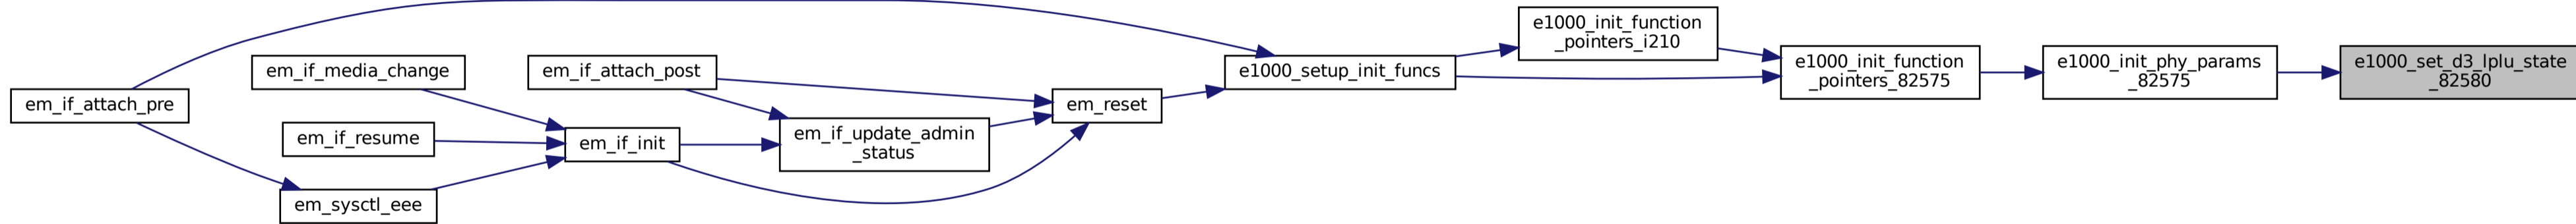 em_if_attach_pre
em_if_media_change
em_if_resume
em_sysctl_eee
em_if_attach_post
em_if_init
em_if_update_admin
_status
em_reset
e1000_setup_init_funcs
e1000_init_function
_pointers_i210
e1000_init_function
_pointers_82575
e1000_init_phy_params
_82575
e1000_set_d3_lplu_state
_82580